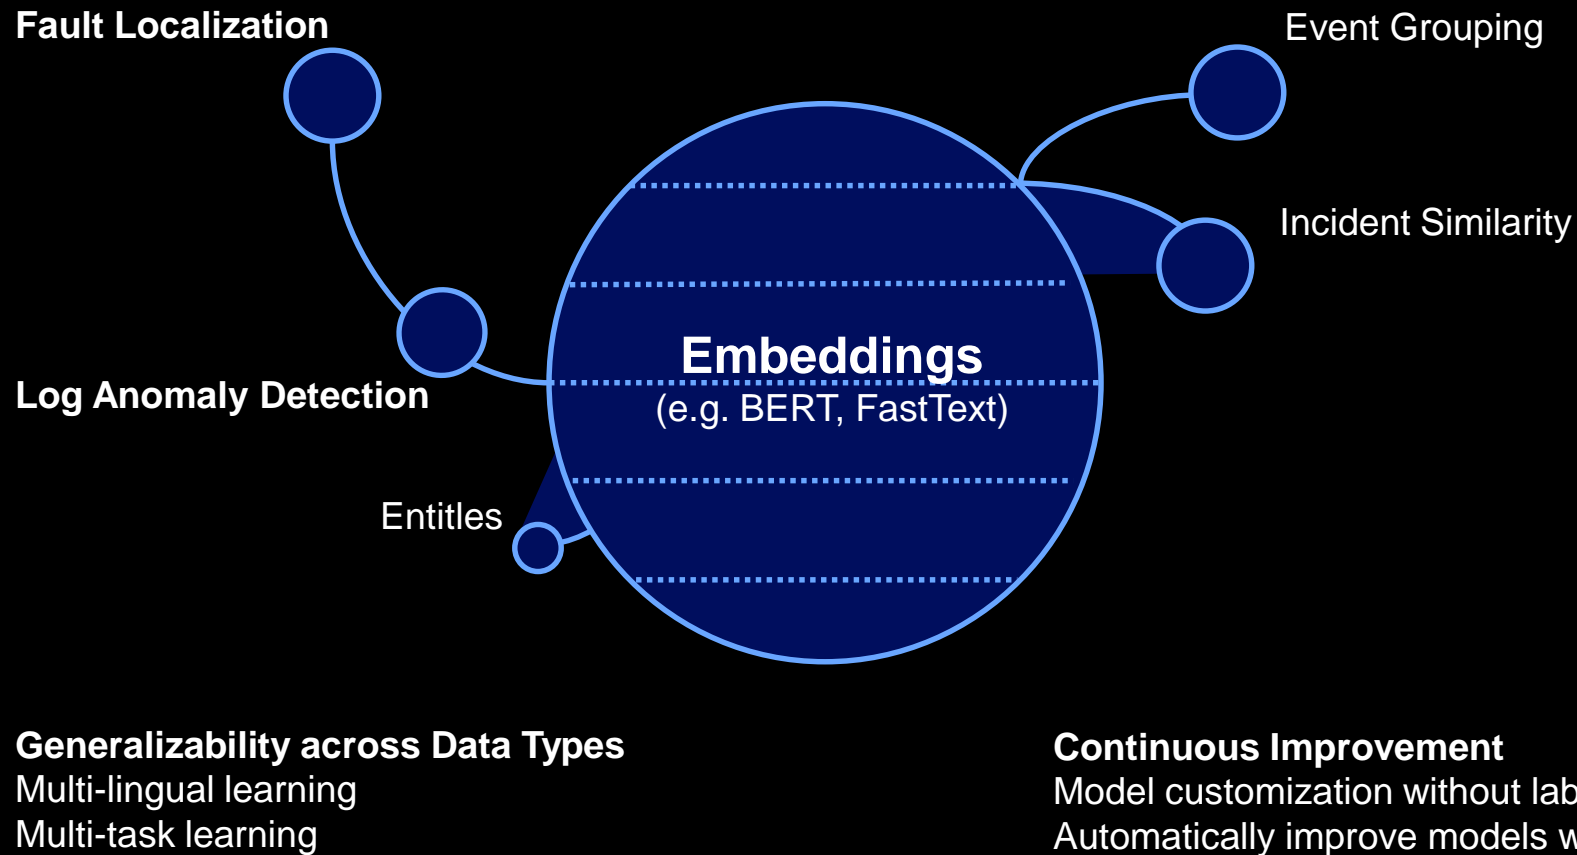 Fault Localization
Event Grouping
Incident Similarity
Embeddings
(e.g. BERT, FastText)
Log Anomaly Detection
Entitles
Generalizability across Data Types
Multi-lingual learning
Multi-task learning
Continuous Improvement
Model customization without
Automatically improve models